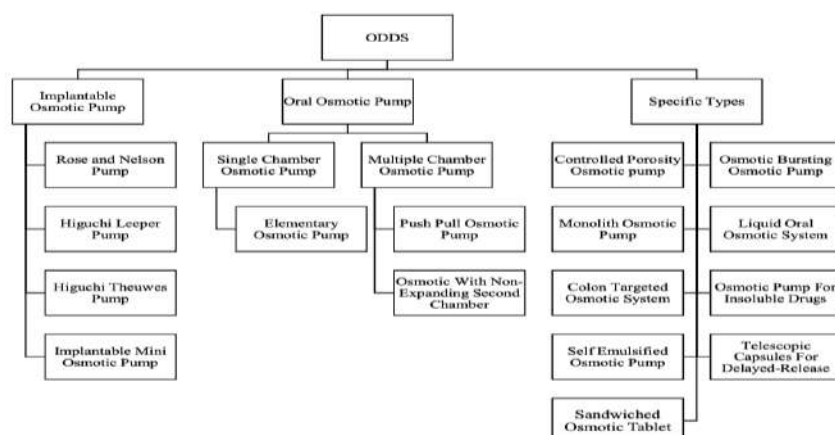 ODDS
Implantable
Osmotic Pump
Oral Osmotic Pump
Specific Types
Rose and Nelson
Pump
Higuchi Leeper
Pump
Higuchi Theuwes
Pump
Implantable Mini
Osmotic Pump
Single Chamber
Osmotic Pump
Elementary
Osmotic Pump
Multiple Chamber
Osmotic Pump
Push Pull Osmotic
Pump
Osmotic With Non-
Expanding Second
Chamber
Controlled Porosity
Osmotic pump
Monolith Osmotic
Pump
Colon Targeted
Osmotic System
Self Emulsified
Osmotic Pump
Sandwiched
Osmotic Tablet
Osmotic Bursting
Osmotic Pump
Liquid Oral
Osmotic System
Osmotic Pump For
Insoluble Drugs
Telescopic
Capsules For
Delayed-Release